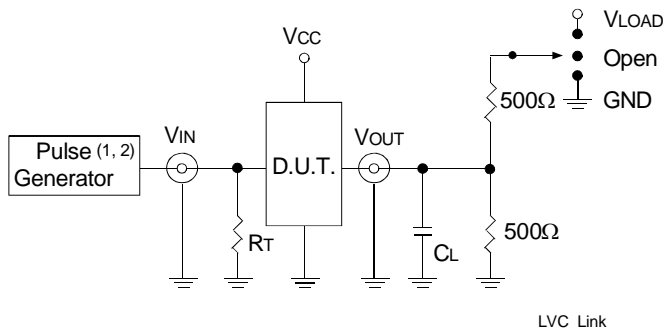 VLOAD
VCC
Open
500Ω
GND
VIN
VOUT
Pulse (1, 2)
Generator
D.U.T.
RT
CL
500Ω
LVC Link